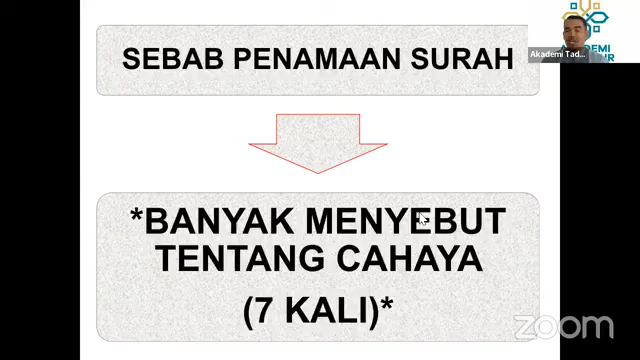 SEBAB PENAMAAN SURAH
Akademi Tad...
*BANYAK MENYEBUT
TENTANG CAHAYA
(7 KALI)*
zoom